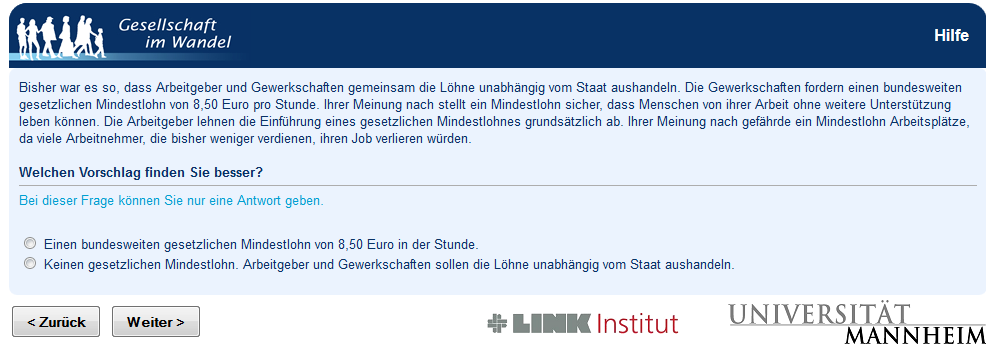 Gesellschaft
im Wandel
Hilfe
Bisher war es so, dass Arbeitgeber und Gewerkschaften gemeinsam die Löhne unabhängig vom Staat aushandeln. Die Gewerkschaften fordern einen bundesweiten
gesetzlichen Mindestlohn von 8,50 Euro pro Stunde. Ihrer Meinung nach stellt ein Mindestlohn sicher, dass Menschen von ihrer Arbeit ohne weitere Unterstützung
leben können. Die Arbeitgeber lehnen die Einführung eines gesetzlichen Mindestlohnes grundsätzlich ab. Ihrer Meinung nach gefährde ein Mindestlohn Arbeitsplätze,
da viele Arbeitnehmer, die bisher weniger verdienen, ihren Job verlieren würden.
Welchen Vorschlag finden Sie besser?
Bei dieser Frage können Sie nur eine Antwort geben.
Einen bundesweiten gesetzlichen Mindestlohn von 8,50 Euro in der Stunde.
Keinen gesetzlichen Mindestlohn. Arbeitgeber und Gewerkschaften sollen die Löhne unabhängig vom Staat aushandeln.
< Zurück
Weiter >
LINK Institut
UNIVERSITÄT
MANNHEIM